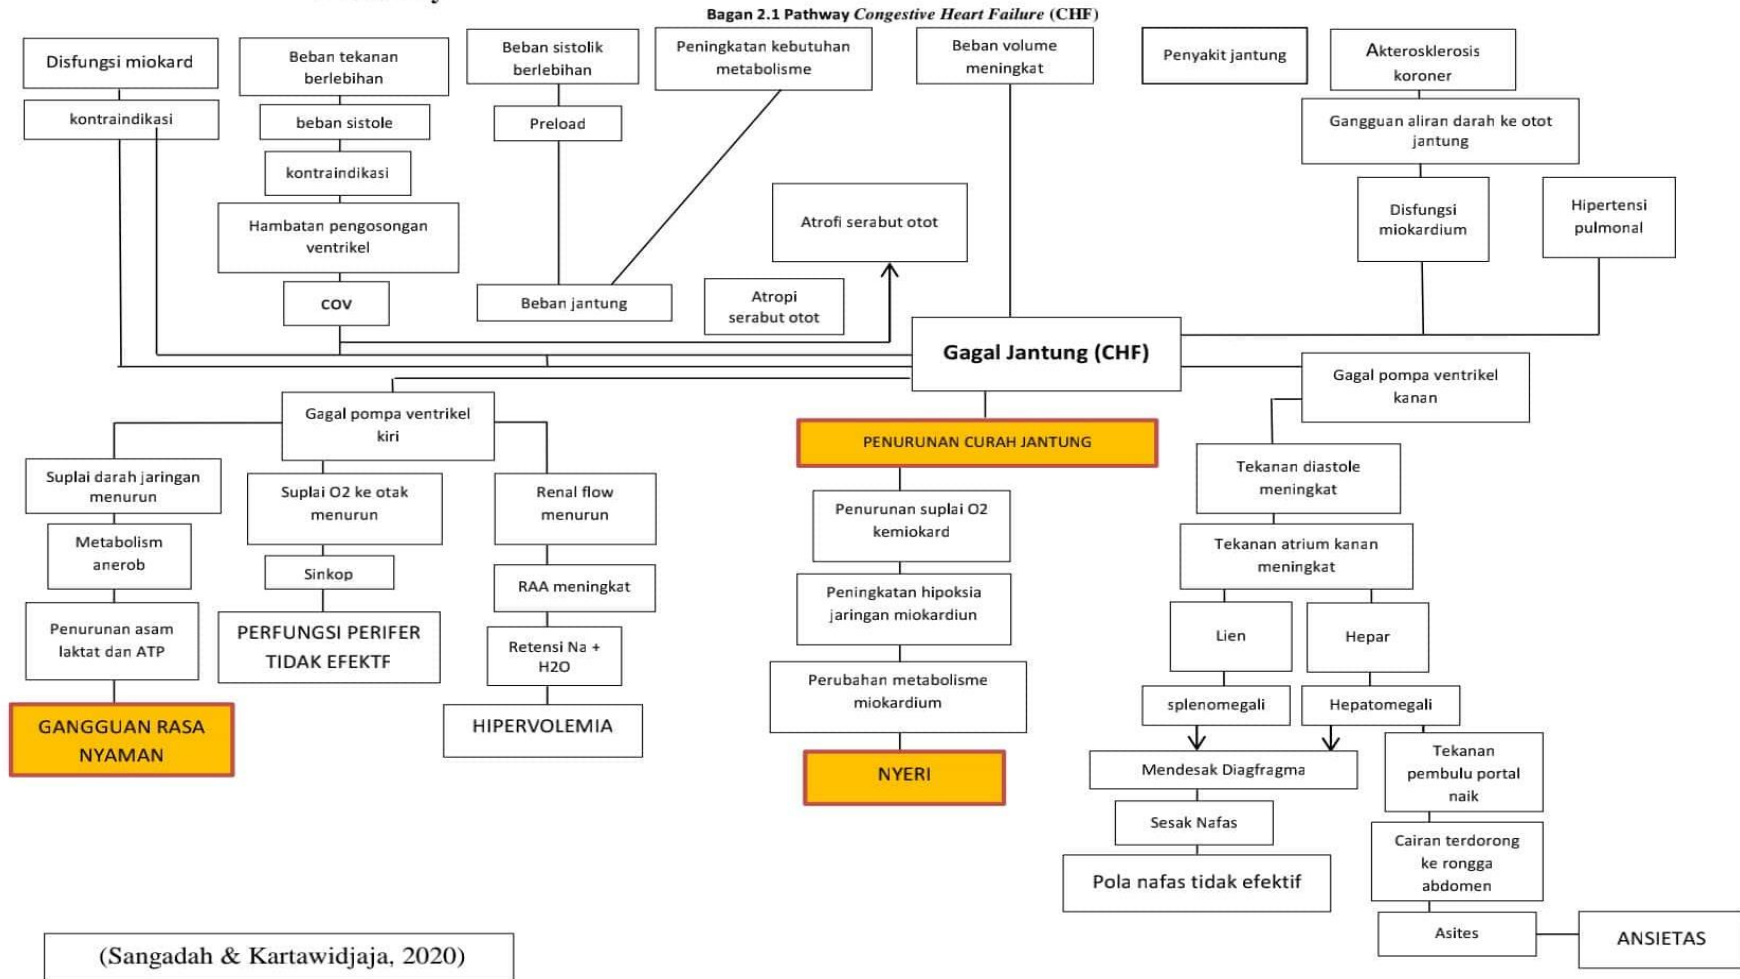 Bagan 2.1 Pathway Congestive Heart Failure (CHF)
Disfungsi miokard
kontraindikasi
Beban tekanan
berlebihan
beban sistole
kontraindikasi
Hambatan pengosongan
ventrikel
COV
Beban sistolik
berlebihan
Preload
Beban jantung
Peningkatan kebutuhan
metabolisme
Atrofi serabut otot
Atropi
serabut otot
Beban volume
meningkat
Penyakit jantung
Akterosklerosis
koroner
Gangguan aliran darah ke otot
jantung
Disfungsi
miokardium
Hipertensi
pulmonal
Gagal Jantung (CHF)
Gagal pompa ventrikel
kiri
Suplai darah jaringan
menurun
Metabolism
anerob
Penurunan asam
laktat dan ATP
GANGGUAN RASA
NYAMAN
Suplai O2 ke otak
menurun
Sinkop
PERFUNGSI PERIFER
TIDAK EFEKTF
Renal flow
menurun
RAA meningkat
Retensi Na +
H2O
HIPERVOLEMIA
PENURUNAN CURAH JANTUNG
Penurunan suplai O2
kemiokard
Peningkatan hipoksia
jaringan miokardiun
Perubahan metabolisme
miokardium
NYERI
Gagal pompa ventrikel
kanan
Tekanan diastole
meningkat
Tekanan atrium kanan
meningkat
Lien
Hepar
splenomegali
Hepatomegali
Mendesak Diagfragma
Sesak Nafas
Pola nafas tidak efektif
Tekanan
pembulu portal
naik
Cairan terdorong
ke rongga
abdomen
Asites
ANSIETAS
(Sangadah & Kartawidjaja, 2020)